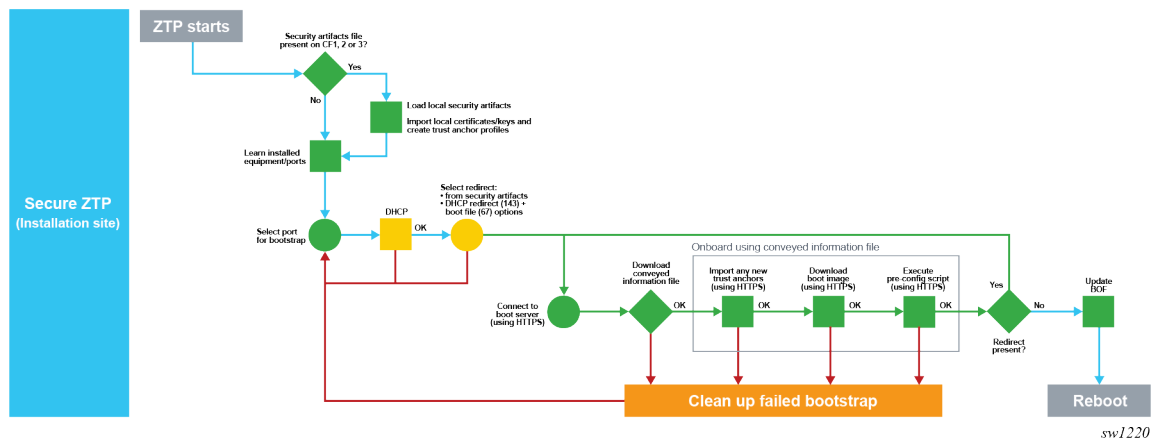 ZTP starts
Security artifacts file
present on CF1, 2 or 3?
Yes
No
Load local security artifacts
Import local certificates/keys and
create trust anchor profiles
Learn installed
equipment/ports
Secure ZTP
(Installation site)
Select port
for bootstrap
DHCP
OK
Select redirect:
• from security artifacts
• DHCP redirect (143) +
boot file (67) options
Onboard using conveyed information file
Connect to
boot server
(using HTTPS)
Download
conveyed
information file
OK
Import any new
trust anchors
(using HTTPS)
OK
Download
boot image
(using HTTPS)
OK
Execute
pre-config script
(using HTTPS)
OK
Yes
No
Redirect
present?
Update
BOF
Clean up failed bootstrap
Reboot
sw1220